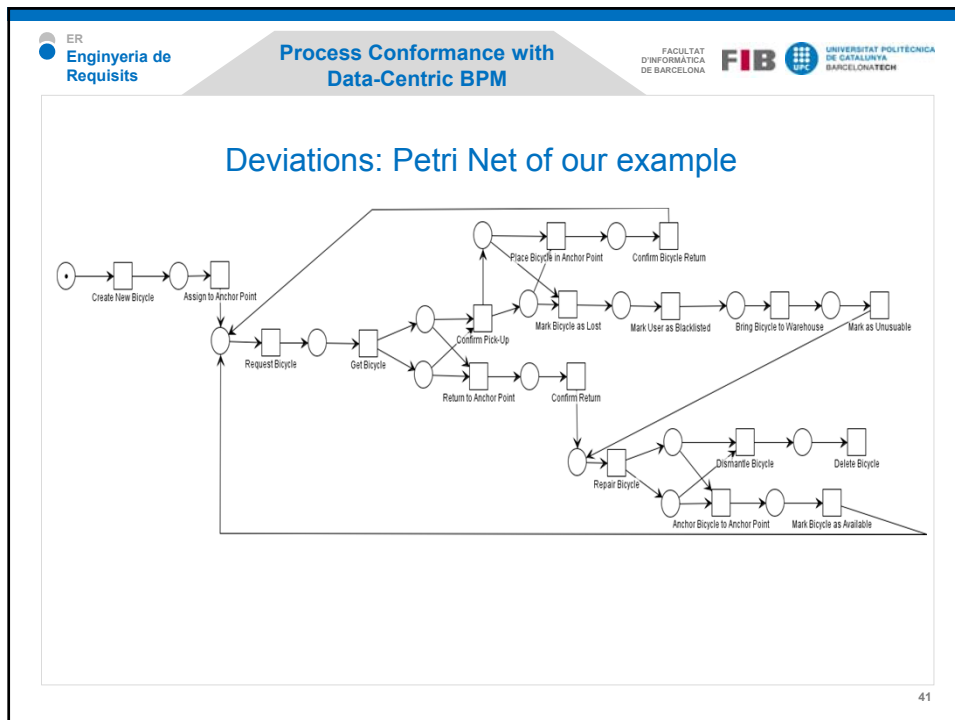 ER
Enginyeria de
Requisits
Process Conformance with
Data-Centric BPM
FACULTAT
D'INFORMÀTICA
DE BARCELONA
FIB
UPC
UNIVERSITAT POLITÈCNICA
DE CATALUNYA
BARCELONATECH
Deviations: Petri Net of our example
Place Bicycle in Anchor Point
Confirm Bicycle Return
Create New Bicycle
Assign to Anchor Point
Mark Bicycle as Lost
Mark User as Blacklisted
Bring Bicycle to Warehouse
Mark as Unusuable
Confirm Pick-Up
Request Bicycle
Get Bicycle
Return to Anchor Point
Confirm Return
Dismantle Bicycle
Delete Bicycle
Repair Bicycle
Anchor Bicycle to Anchor Point
Mark Bicycle as Available
41